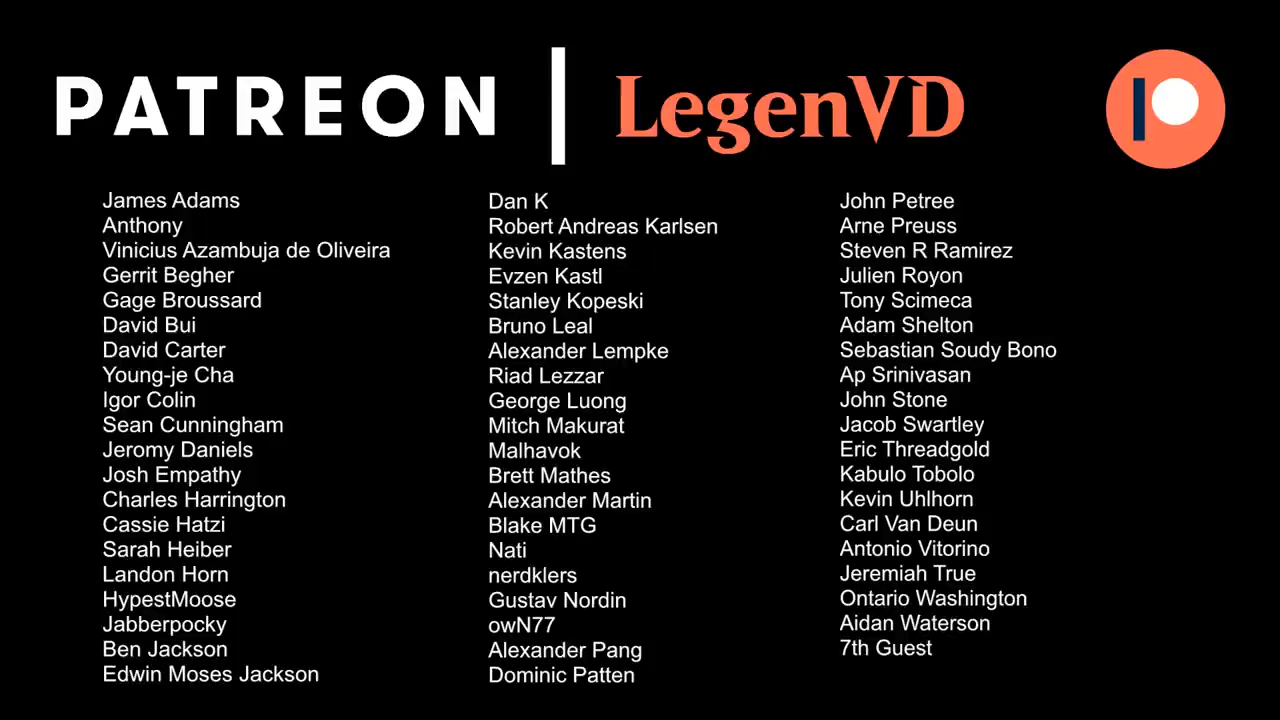 PATREON | LegenVD
James Adams
Anthony
Vinicius Azambuja de Oliveira
Gerrit Begher
Gage Broussard
David Bui
David Carter
Young-je Cha
Igor Colin
Sean Cunningham
Jeromy Daniels
Josh Empathy
Charles Harrington
Cassie Hatzi
Sarah Heiber
Landon Horn
HypestMoose
Jabberpocky
Ben Jackson
Edwin Moses Jackson
Dan K
Robert Andreas Karlsen
Kevin Kastens
Evzen Kastl
Stanley Kopeski
Bruno Leal
Alexander Lempke
Riad Lezzar
George Luong
Mitch Makurat
Malhavok
Brett Mathes
Alexander Martin
Blake MTG
Nati
nerdklers
Gustav Nordin
owN77
Alexander Pang
Dominic Patten
John Petree
Arne Preuss
Steven R Ramirez
Julien Royon
Tony Scimeca
Adam Shelton
Sebastian Soudy Bono
Ap Srinivasan
John Stone
Jacob Swartley
Eric Threadgold
Kabulo Tobolo
Kevin Uhlhorn
Carl Van Deun
Antonio Vitorino
Jeremiah True
Ontario Washington
Aidan Waterson
7th Guest